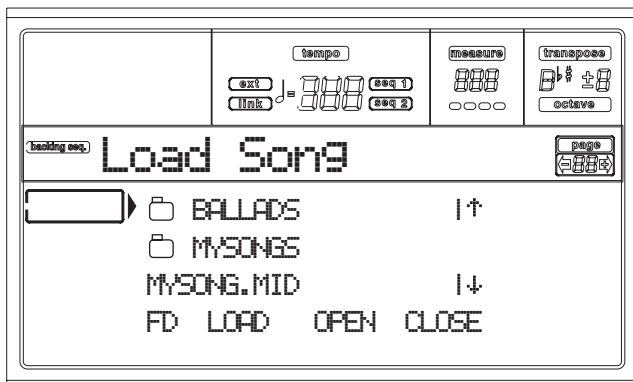 tempo
measure
transpose
ext
seq 1
link
seq 2
octave
backing seq.
Load Song
page
BALLADS
MYSONGS
MYSONG.MID
FD LOAD OPEN CLOSE